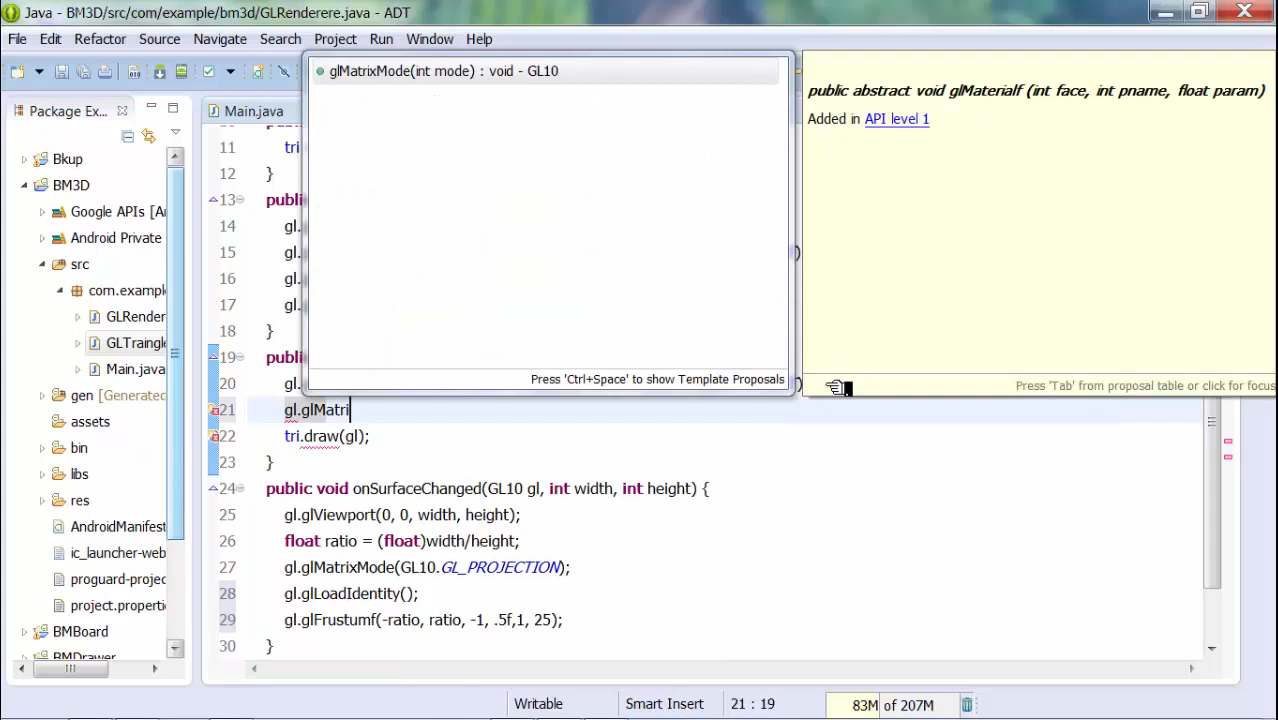 Java - BM3D/src/com/example/bm3d/GLRenderere.java - ADT
File Edit Refactor Source Navigate Search Project Run Window Help
Package Ex...
Main.java
Bkup
BM3D
Google APIs [Ar
Android Private
src
com.example
GLRender
GLTraingle
Main.java
gen [Generated
assets
bin
libs
res
AndroidManifest
ic_launcher-web
proguard-projec
project.properti
BMBoard
BMDrawer
glMatrixMode(int mode) : void - GL10
Press 'Ctrl+Space' to show Template Proposals
public abstract void glMaterialf (int face, int pname, float param)
Added in API level 1
Press 'Tab' from proposal table or click for focus
11 tri
12 }
13 publi
14 gl.
15 gl. )
16 gl.
17 gl.
18 }
19 publi
20 gl. )
21 gl.glMatri
22 tri.draw(gl);
23 }
24 public void onSurfaceChanged(GL10 gl, int width, int height) {
25 gl.glViewport(0, 0, width, height);
26 float ratio = (float)width/height;
27 gl.glMatrixMode(GL10.GL_PROJECTION);
28 gl.glLoadIdentity();
29 gl.glFrustumf(-ratio, ratio, -1, .5f,1, 25);
30 }
Writable Smart Insert 21 : 19 83M of 207M